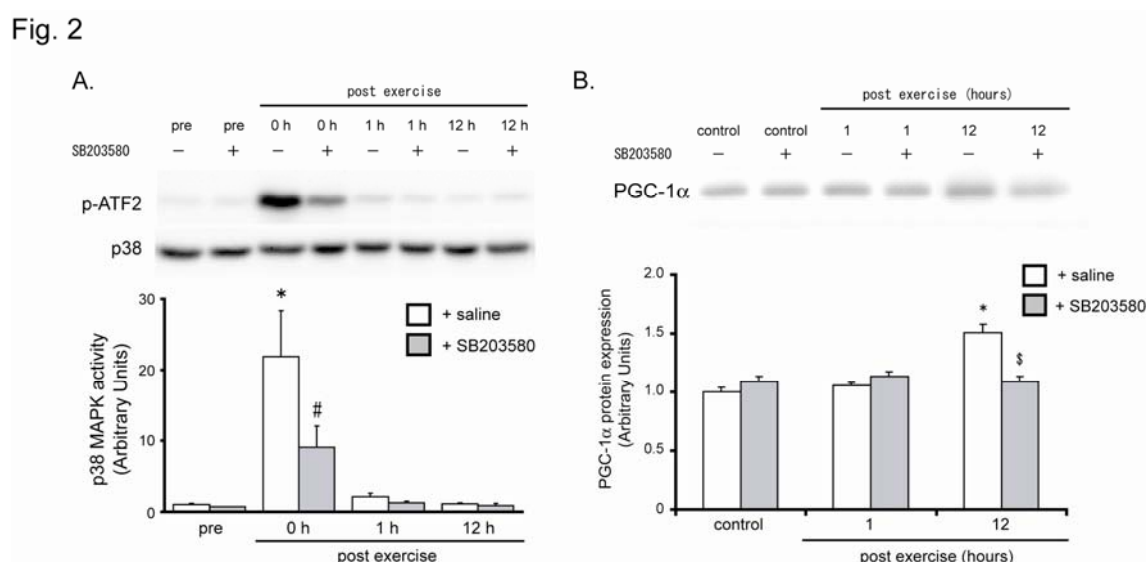 Fig. 2
A.
post exercise
pre pre 0 h 0 h 1 h 1 h 12 h 12 h
SB203580 − + − + − + − +
p-ATF2
p38
30
20
10
0
p38 MAPK activity
(Arbitrary Units)
*
#
+ saline
+ SB203580
pre 0 h 1 h 12 h
post exercise
B.
post exercise (hours)
control control 1 1 12 12
SB203580 − + − + − +
PGC-1α
2.0
1.5
1.0
0.5
0
PGC-1α protein expression
(Arbitrary Units)
+ saline
+ SB203580
*
$
control 1 12
post exercise (hours)